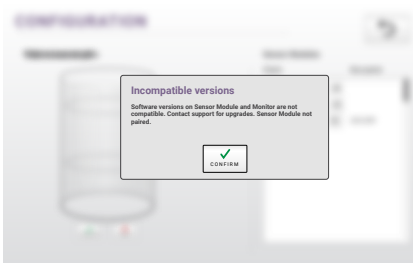 CONFIGURATION
Incompatible versions
Software versions on Sensor Module and Monitor are not
compatible. Contact support for upgrades. Sensor Module not
paired.
CONFIRM